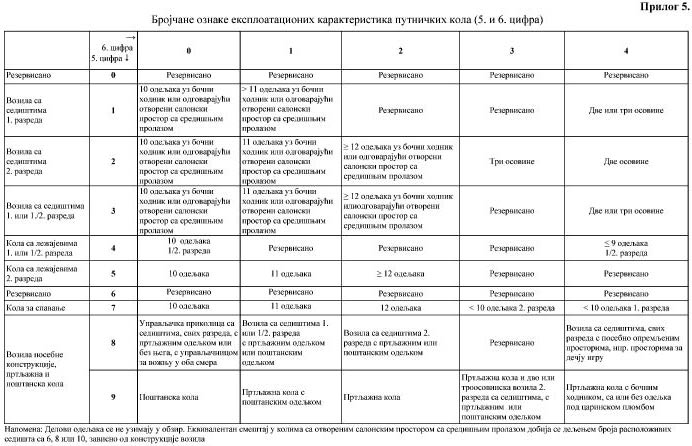 Прилог 5.
Бројчане ознаке експлоатационих карактеристика путничких кола (5. и 6. цифра)
6. цифра →
5. цифра ↓
0
1
2
3
4
Резервисано
0
Резервисано
Резервисано
Резервисано
Резервисано
Резервисано
Возила са
седиштима
1. разреда
1
10 одељака уз бочни
ходник или одговарајући
отворени салонски
простор са средишњим
пролазом
> 11 одељака уз бочни
ходник или одговарајући
отворени салонски
простор са средишњим
пролазом
Резервисано
Резервисано
Две или три осовине
Возила са
седиштима
2. разреда
2
10 одељака уз бочни
ходник или одговарајући
отворени салонски
простор са средишњим
пролазом
11 одељака уз бочни
ходник или одговарајући
отворени салонски
простор са средишњим
пролазом
≥ 12 одељака уз бочни ходник
или одговарајући отворени
салонски простор са
средишњим пролазом
Три осовине
Две осовине
Возила са седиштима
1. или 1./2. разреда
3
10 одељака уз бочни
ходник или одговарајући
отворени салонски
простор са средишњим
пролазом
11 одељака уз бочни
ходник или одговарајући
отворени салонски
простор са средишњим
пролазом
≥ 12 одељака уз бочни ходник
илиодговарајући отворени
салонски простор са
средишњим пролазом
Резервисано
Две или три осовине
Кола са лежајевима
1. или 1/2. разреда
4
10 одељака
1/2. разреда
Резервисано
Резервисано
Резервисано
≤ 9 одељака
1/2. разреда
Кола са лежајевима
2. разреда
5
10 одељака
11 одељака
≥ 12 одељака
Резервисано
Резервисано
Резервисано
6
Резервисано
Резервисано
Резервисано
Резервисано
Резервисано
Кола за спавање
7
10 одељака
11 одељака
12 одељака
< 10 одељака 2. разреда
< 10 одељака 1. разреда
Возила посебне
конструкције,
пртљажна и
поштанска кола
8
Управљачка приколица са
седиштима, свих разреда, с
пртљажним одељком или
без њега, с управљачницом
за вожњу у оба смера
Возила са седиштима 1.
или 1/2. разреда
с пртљажним или
поштанским
одељком
Возила са седиштима 2.
разреда с пртљажним или
поштанским одељком
Резервисано
Возила са седиштима, свих
разреда с посебно опремљеним
просторима, нпр. просторима за
дечју игру
9
Поштанска кола
Пртљажна кола с
поштанским одељком
Пртљажна кола
Пртљажна кола и дво или
троосовинска возила 2.
разреда са седиштима, с
пртљажним или
поштанским одељком
Пртљажна кола с бочним
ходником, са или без одељка
под царинском пломбом
Напомена: Делови одељака се не узимају у обзир. Еквивалентан смештај у колима са отвореним простором са средишњим пролазом добија се дељењем броја расположивих
седишта са 6, 8 или 10, зависно од конструкције возила